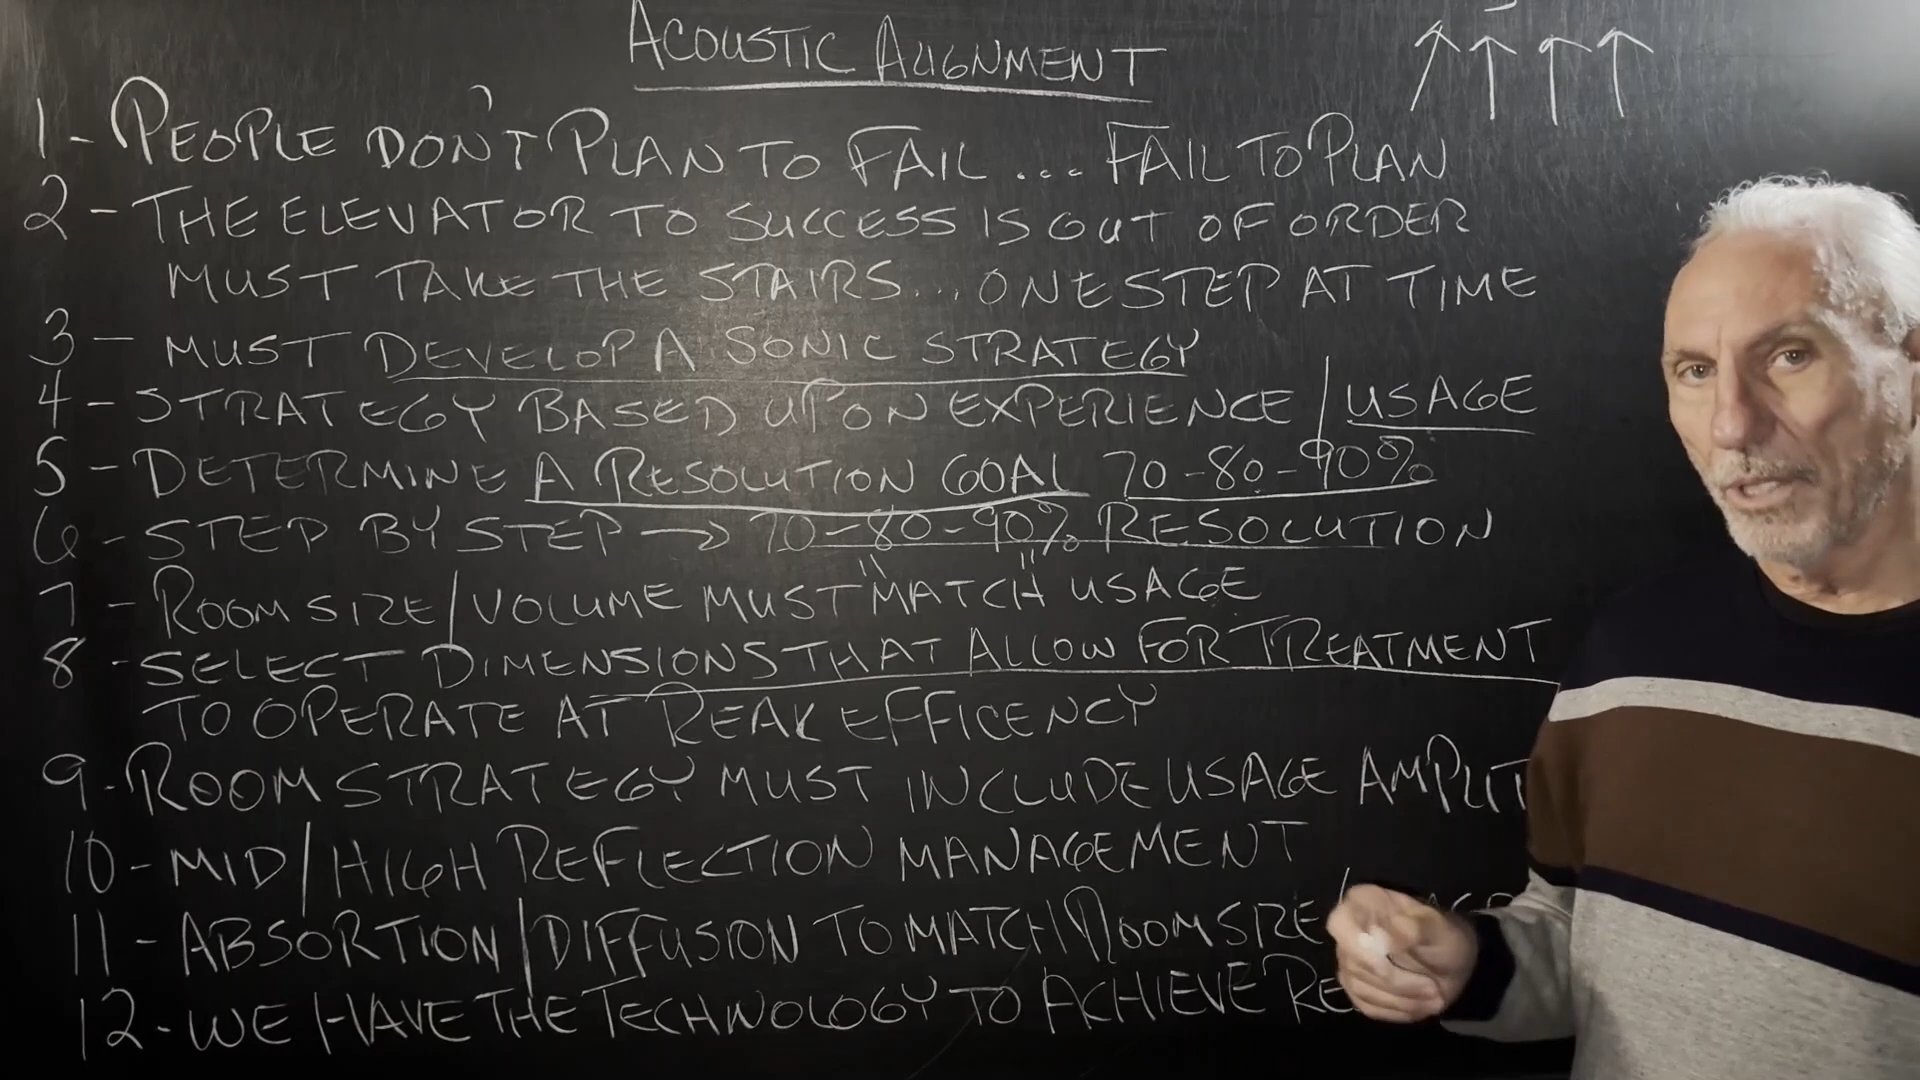 ACOUSTIC ALIGNMENT
1 - PEOPLE DON'T PLAN TO FAIL ... FAIL TO PLAN
2 - THE ELEVATOR TO SUCCESS IS OUT OF ORDER
MUST TAKE THE STAIRS... ONE STEP AT TIME
3 - MUST DEVELOP A SONIC STRATEGY
4 - STRATEGY BASED UPON EXPERIENCE / USAGE
5 - DETERMINE A RESOLUTION GOAL 70-80-90%
6 - STEP BY STEP → 70-80-90% RESOLUTION
7 - ROOM SIZE/VOLUME MUST "MATCH" USAGE
8 - SELECT DIMENSIONS THAT ALLOW FOR TREATMENT
TO OPERATE AT PEAK EFFICENCY
9 - ROOM STRATEGY MUST INCLUDE USAGE AMPLIT
10 - MID/HIGH REFLECTION MANAGEMENT
11 - ABSORTION/DIFFUSION TO MATCH ROOM SIZE/
12 - WE HAVE THE TECHNOLOGY TO ACHIEVE RE